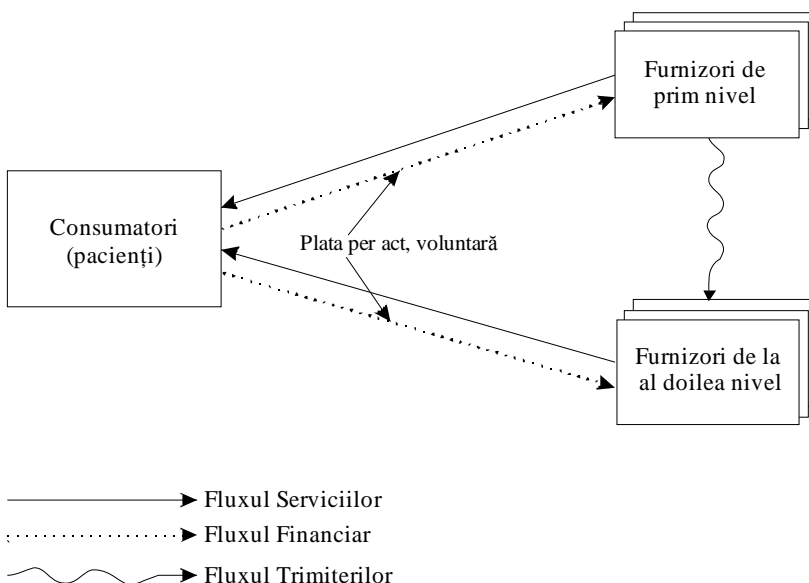 Furnizori de
prim nivel
Consumatori
(pacienți)
Plata per act, voluntară
Furnizori de la
al doilea nivel
Fluxul Serviciilor
Fluxul Financiar
Fluxul Trimiterilor